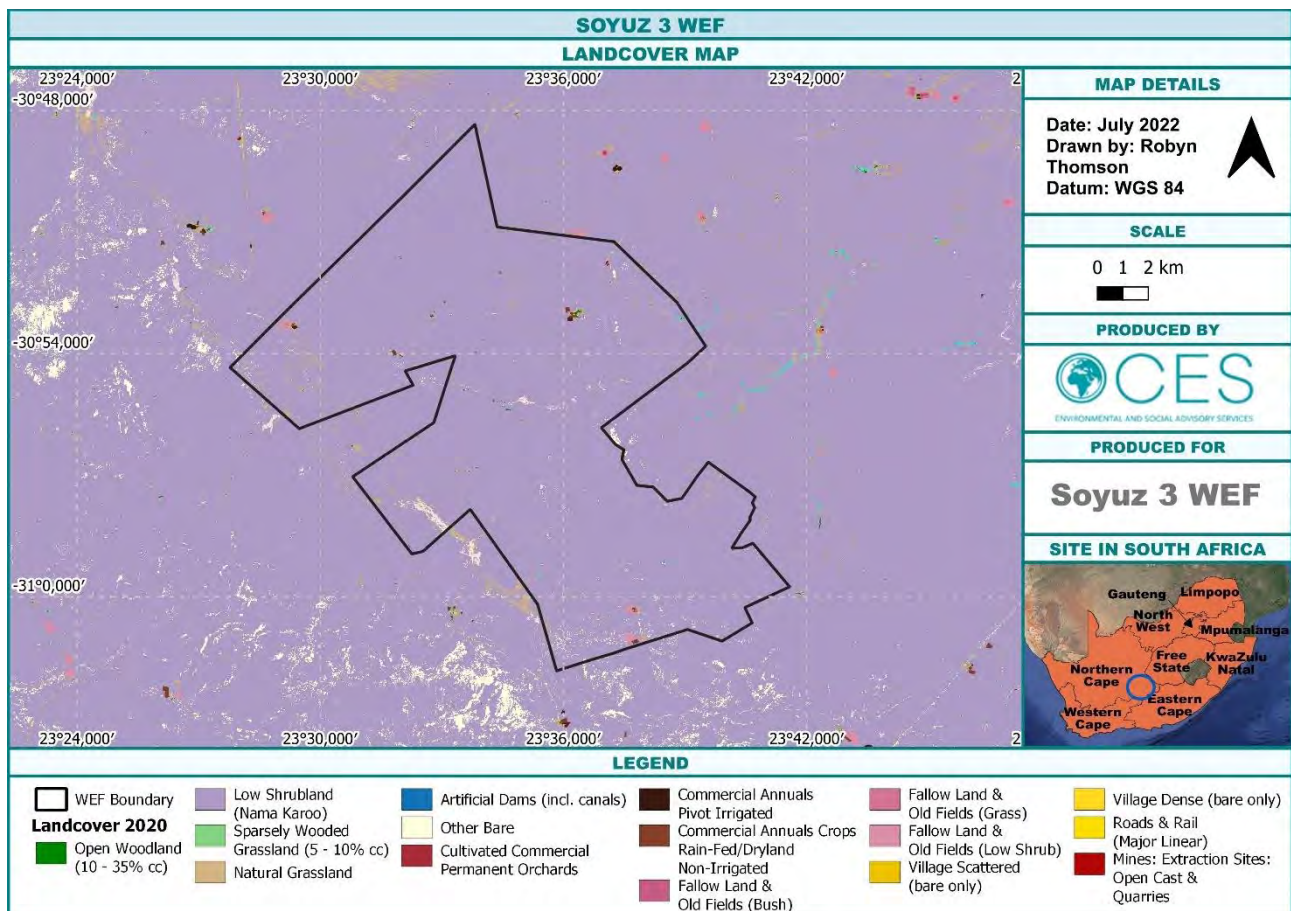 SOYUZ 3 WEF
LANDCOVER MAP
23°24,000’
23°30,000’
23°36,000’
23°42,000’
2
-30°48,000’
-30°54,000’
-31°0,000’
23°24,000’
23°30,000’
23°36,000’
23°42,000’
2
MAP DETAILS
Date: July 2022
Drawn by: Robyn
Thomson
Datum: WGS 84
SCALE
0 1 2 km
PRODUCED BY
CES
ENVIRONMENTAL AND SOCIAL ADVISORY SERVICES
PRODUCED FOR
Soyuz 3 WEF
SITE IN SOUTH AFRICA
Gauteng
Limpopo
North
West
Mpumalanga
Free
State
KwaZulu
Natal
Northern
Cape
Eastern
Cape
Western
Cape
LEGEND
WEF Boundary
Landcover 2020
Open Woodland
(10 - 35% cc)
Low Shrubland
(Nama Karoo)
Sparsely Wooded
Grassland (5 - 10% cc)
Natural Grassland
Artificial Dams (incl. canals)
Other Bare
Cultivated Commercial
Permanent Orchards
Commercial Annuals
Pivot Irrigated
Commercial Annuals Crops
Rain-Fed/Dryland
Non-Irrigated
Fallow Land &
Old Fields (Bush)
Fallow Land &
Old Fields (Grass)
Fallow Land &
Old Fields (Low Shrub)
Village Scattered
(bare only)
Village Dense (bare only)
Roads & Rail
(Major Linear)
Mines: Extraction Sites:
Open Cast &
Quarries